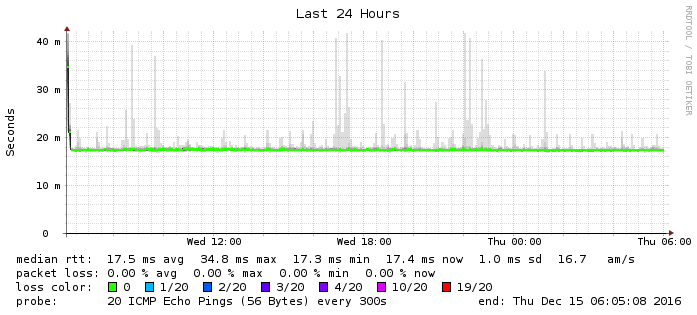 Last 24 Hours
RRDTOOL / TOBI OETIKER
Seconds
40 m
30 m
20 m
10 m
0
Wed 12:00 Wed 18:00 Thu 00:00 Thu 06:00
median rtt: 17.5 ms avg 34.8 ms max 17.3 ms min 17.4 ms now 1.0 ms sd 16.7 am/s
packet loss: 0.00 % avg 0.00 % max 0.00 % min 0.00 % now
loss color: 0 1/20 2/20 3/20 4/20 10/20 19/20
probe: 20 ICMP Echo Pings (56 Bytes) every 300s end: Thu Dec 15 06:05:08 2016